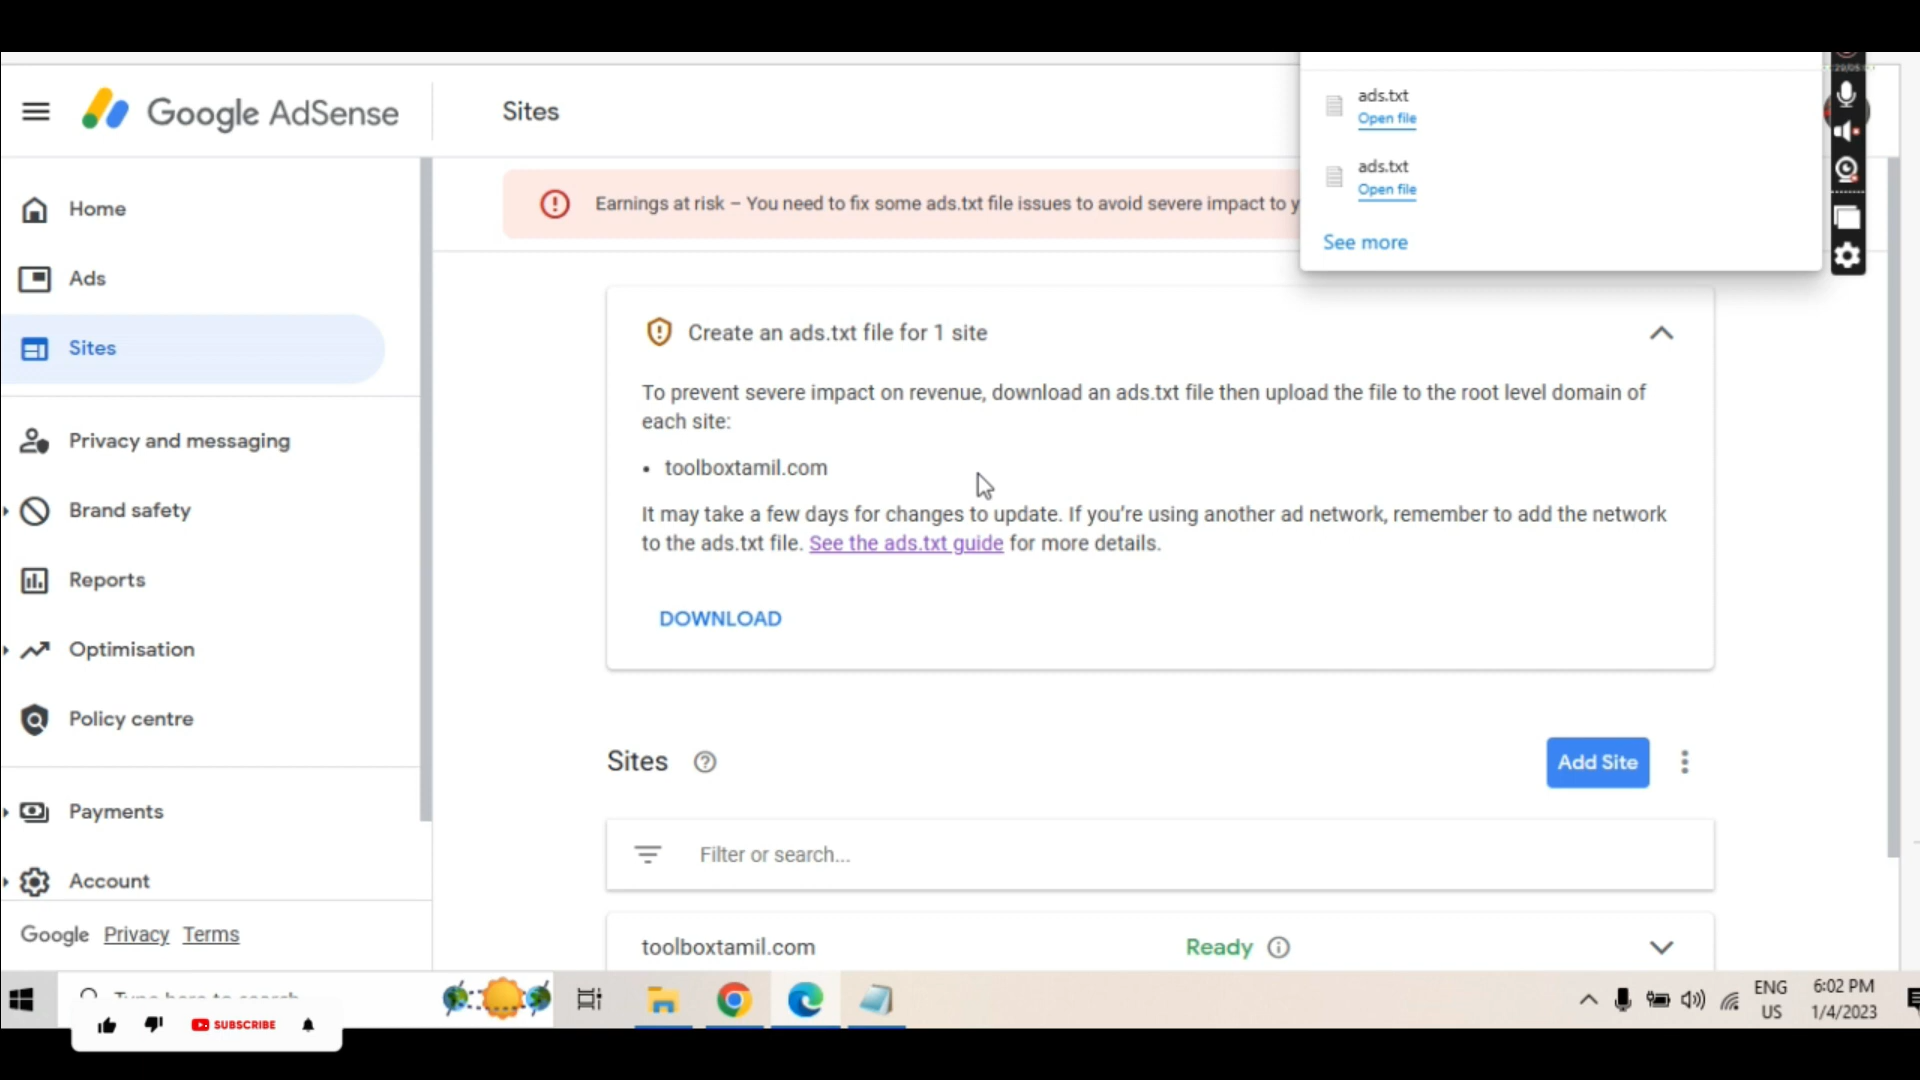 Google AdSense
Sites
ads.txt
Open file
ads.txt
Open file
See more
Home
Ads
Sites
Privacy and messaging
Brand safety
Reports
Optimisation
Policy centre
Payments
Account
Google Privacy Terms
Earnings at risk – You need to fix some ads.txt file issues to avoid severe impact to y
Create an ads.txt file for 1 site
To prevent severe impact on revenue, download an ads.txt file then upload the file to the root level domain of
each site:
• toolboxtamil.com
It may take a few days for changes to update. If you’re using another ad network, remember to add the network
to the ads.txt file. See the ads.txt guide for more details.
DOWNLOAD
Sites
Add Site
Filter or search...
toolboxtamil.com Ready
Type here to search
SUBSCRIBE
ENG
US
6:02 PM
1/4/2023